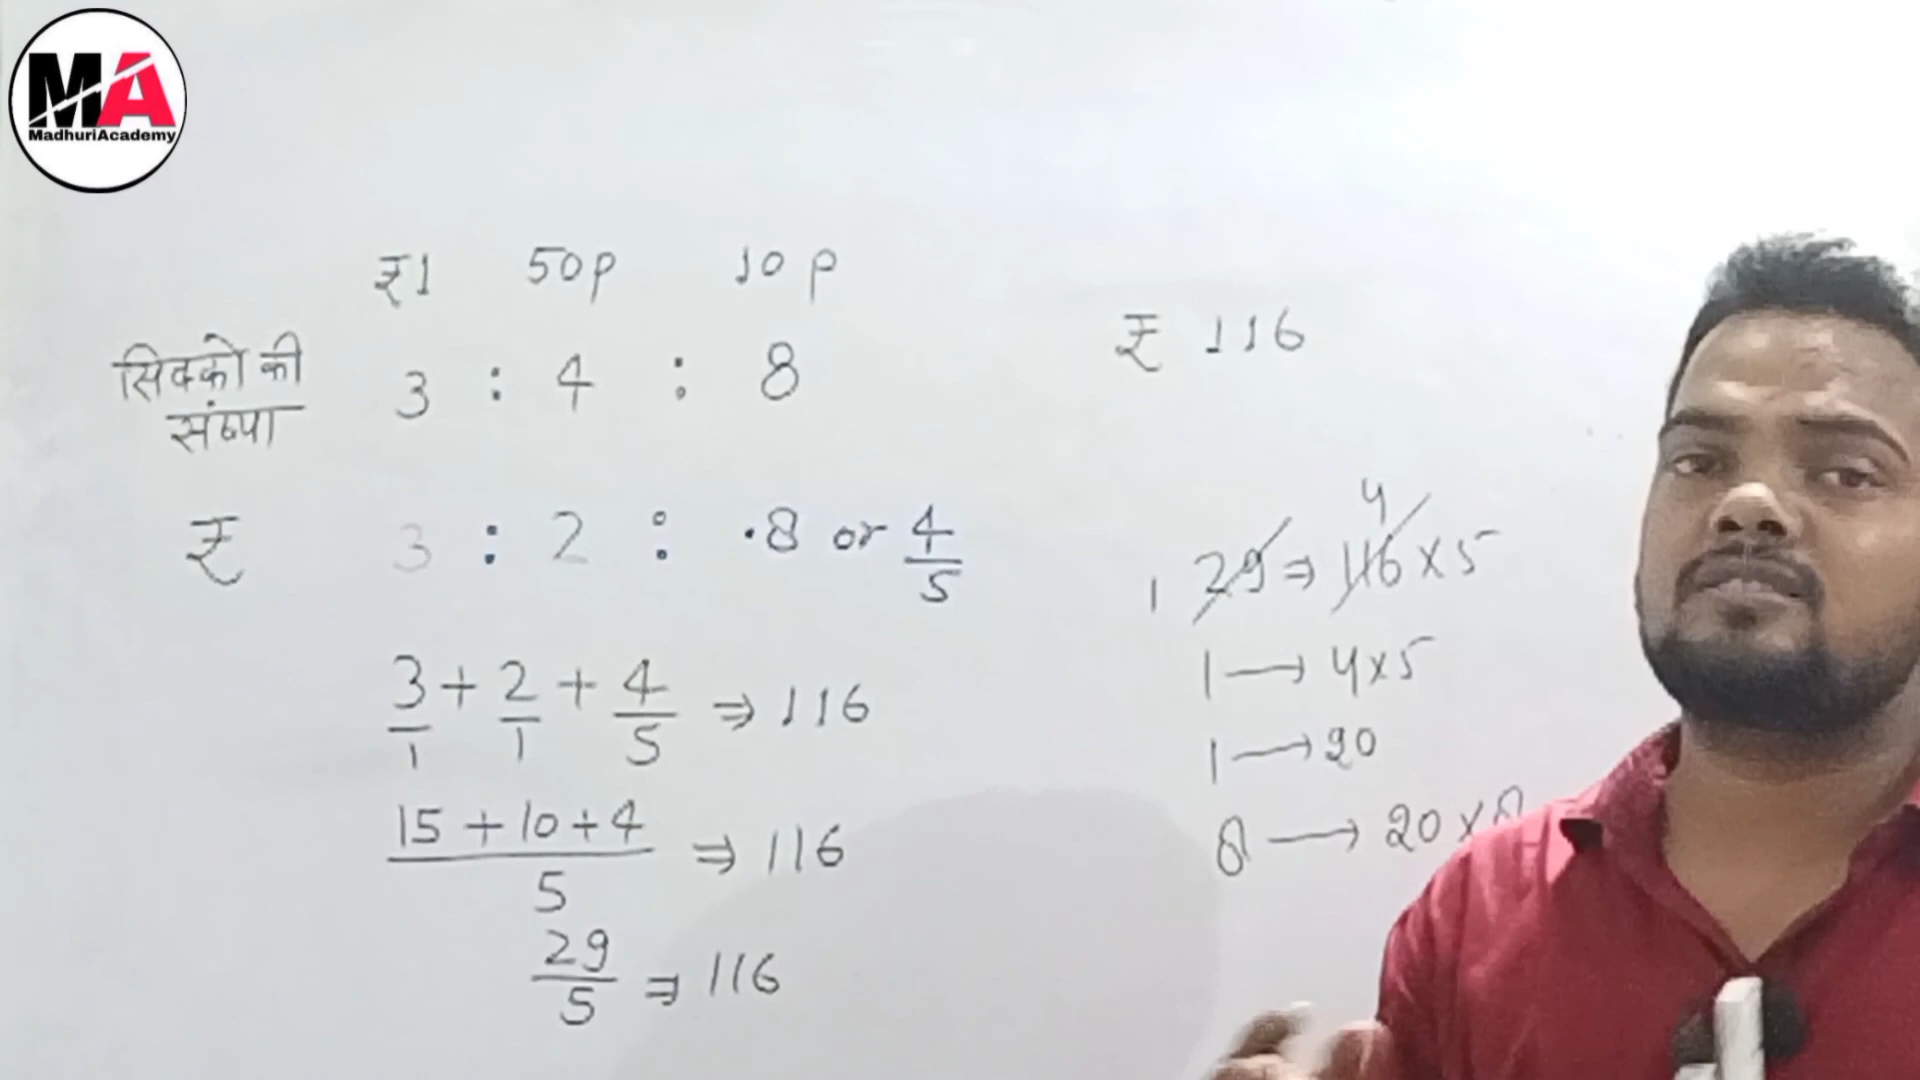 MA
MadhuriAcademy
₹1 50p 10p
सिक्को की
संख्या
3 : 4 : 8
₹ 116
₹ 3 : 2 : .8 or 4/5
3/1 + 2/1 + 4/5 ⇒ 116
15 + 10 + 4 / 5 ⇒ 116
29/5 ⇒ 116
4
1 29 ⇒ 116 x 5
1 → 4x5
1 → 20
8 → 20 x 8